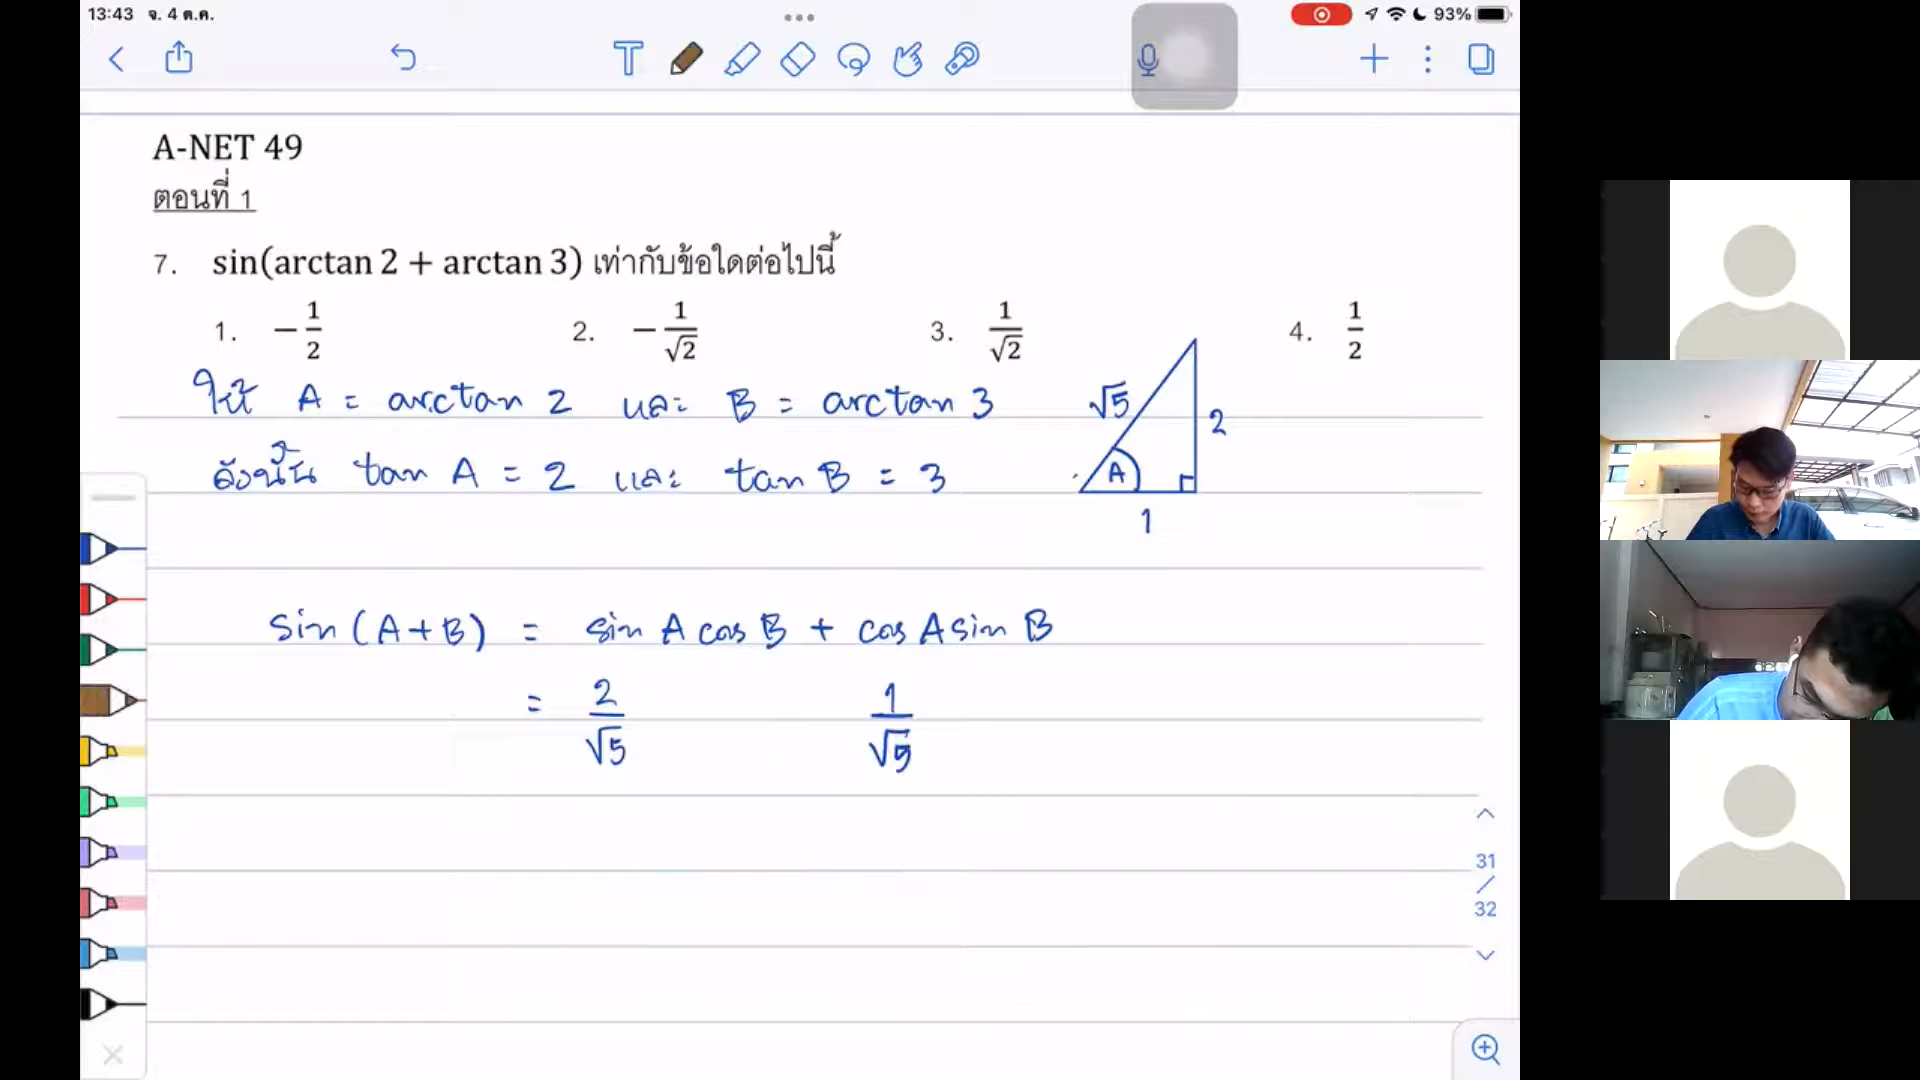 13:43 จ. 4 ต.ค.
93%
A-NET 49
ตอนที่ 1
7. sin(arctan 2 + arctan 3) เท่ากับข้อใดต่อไปนี้
1. −1/2 2. −1/√2 3. 1/√2 4. 1/2
ให้ A = arctan 2 และ B = arctan 3
ดังนั้น tan A = 2 และ tan B = 3
√5
2
A
1
sin (A+B) = sin A cos B + cos A sin B
= 2/√5 1/√5
31
/
32